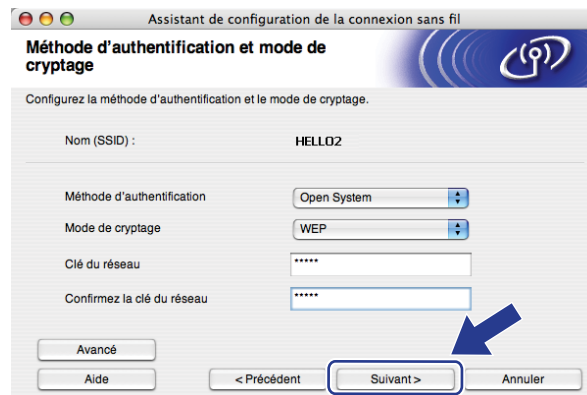 Assistant de configuration de la connexion sans fil
Méthode d'authentification et mode de
cryptage
Configurez la méthode d'authentification et le mode de cryptage.
Nom (SSID) : HELLO2
Méthode d'authentification Open System
Mode de cryptage WEP
Clé du réseau *****
Confirmez la clé du réseau *****
Avancé
Aide < Précédent Suivant > Annuler